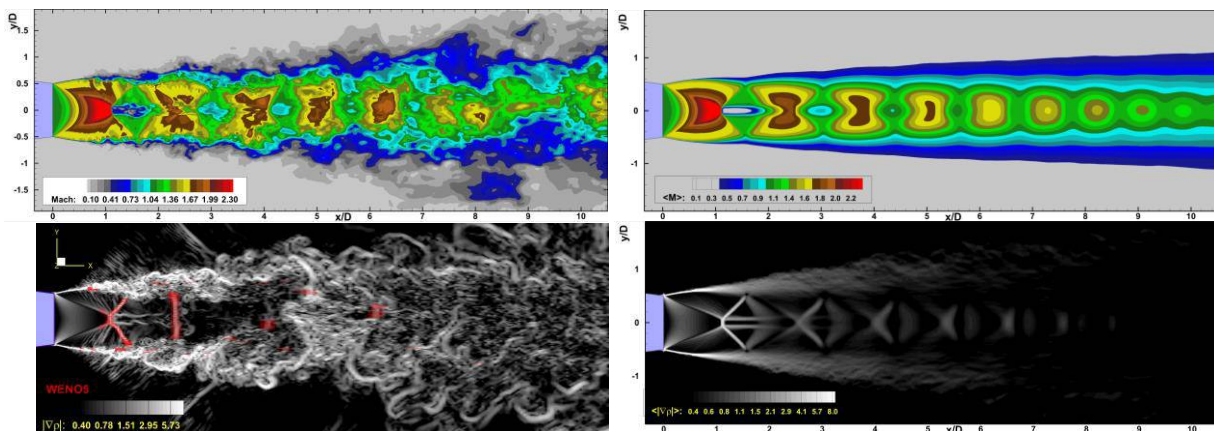 y/D
1.5
1
0.5
0
-0.5
-1
-1.5
Mach: 0.10 0.41 0.73 1.04 1.36 1.67 1.99 2.30
0 1 2 3 4 5 6 7 8 9 10
x/D
y/D
1
0
-1
<M>: 0.1 0.3 0.5 0.7 0.9 1.1 1.4 1.6 1.8 2.0 2.2
0 1 2 3 4 5 6 7 8 9 10
x/D
Y
Z X
WENO5
|∇ρ|: 0.40 0.78 1.51 2.95 5.73
y/D
1
0
-1
<|∇ρ|>: 0.4 0.6 0.8 1.1 1.5 2.1 2.9 4.1 5.7 8.0
0 1 2 3 4 5 6 7 8 9 10
x/D